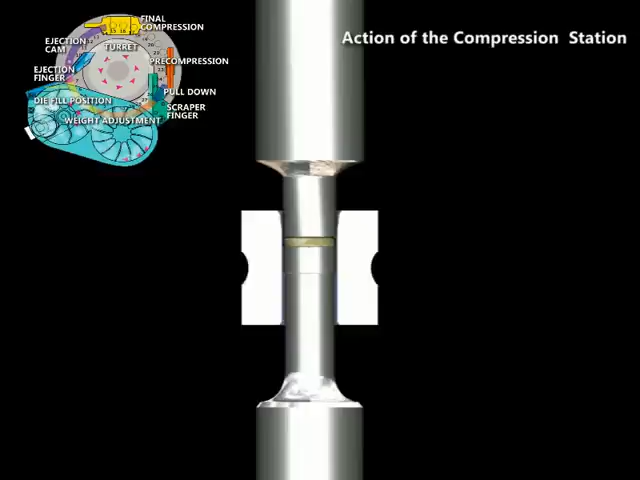 Action of the Compression Station
FINAL
COMPRESSION
EJECTION
CAM
TURRET
PRECOMPRESSION
EJECTION
FINGER
PULL DOWN
DIE FILL POSITION
SCRAPER
FINGER
WEIGHT ADJUSTMENT